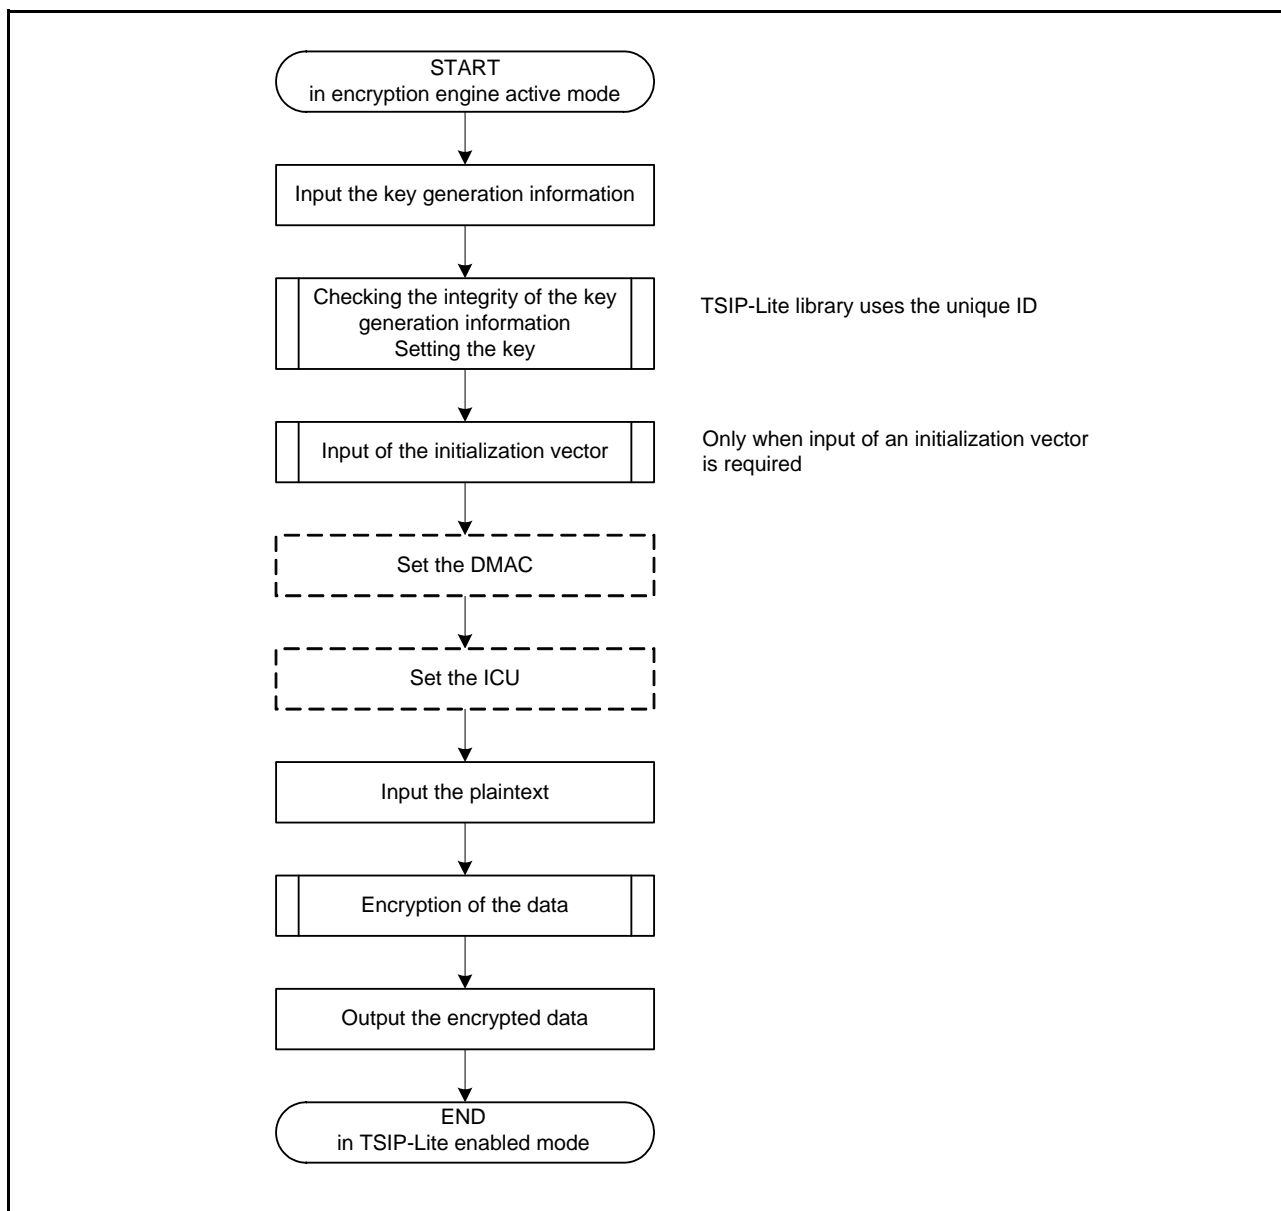 START
in encryption engine active mode
Input the key generation information
Checking the integrity of the key
generation information
Setting the key
TSIP-Lite library uses the unique ID
Input of the initialization vector
Only when input of an initialization vector
is required
Set the DMAC
Set the ICU
Input the plaintext
Encryption of the data
Output the encrypted data
END
in TSIP-Lite enabled mode